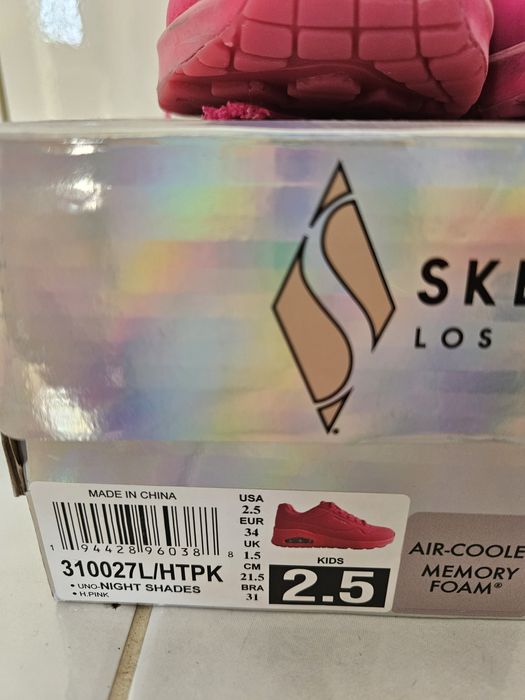 SKE
LOS
MADE IN CHINA
1 94428 96038 8
310027L/HTPK
• UNO-NIGHT SHADES
• H.PINK
USA
2.5
EUR
34
UK
1.5
CM
21.5
BRA
31
KIDS
2.5
AIR-COOLE
MEMORY
FOAM®